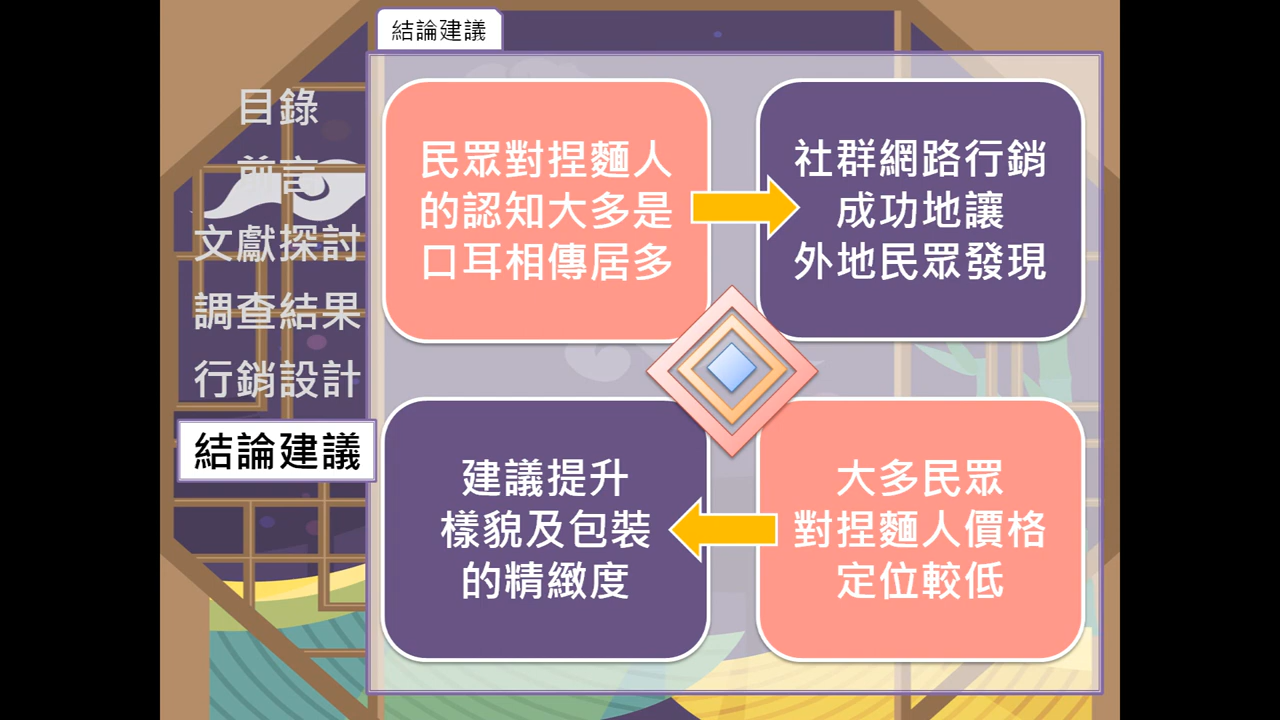 結論建議
目錄
前言
文獻探討
調查結果
行銷設計
結論建議
民眾對捏麵人
的認知大多是
口耳相傳居多
社群網路行銷
成功地讓
外地民眾發現
建議提升
樣貌及包裝
的精緻度
大多民眾
對捏麵人價格
定位較低